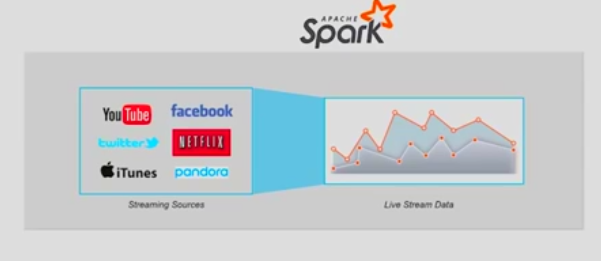 APACHE
Spark
YouTube facebook
twitter NETFLIX
iTunes pandora
Streaming Sources
Live Stream Data